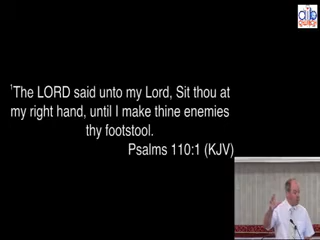 ¹The LORD said unto my Lord, Sit thou at
my right hand, until I make thine enemies
thy footstool.
Psalms 110:1 (KJV)